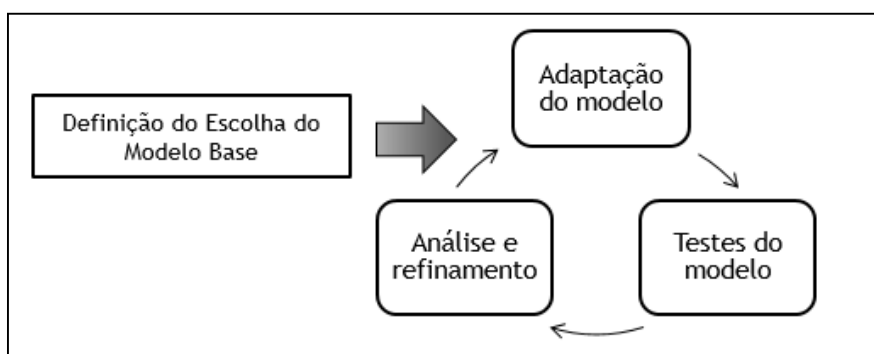 Definição do Escolha do
Modelo Base
Adaptação
do modelo
Testes do
modelo
Análise e
refinamento